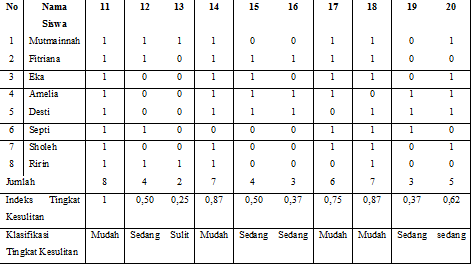 No Nama Siswa 11 12 13 14 15 16 17 18 19 20
1 Mutmainnah 1 1 1 1 0 0 1 1 0 1
2 Fitriana 1 1 0 1 1 1 1 1 0 0
3 Eka 1 0 0 1 1 0 1 1 0 1
4 Amelia 1 0 0 1 1 1 1 0 1 1
5 Desti 1 0 0 1 1 1 0 1 1 1
6 Septi 1 1 0 0 0 0 1 1 1 0
7 Sholeh 1 0 0 1 0 0 1 1 0 1
8 Ririn 1 1 1 1 0 0 0 1 0 0
Jumlah 8 4 2 7 4 3 6 7 3 5
Indeks Tingkat Kesulitan 1 0,50 0,25 0,87 0,50 0,37 0,75 0,87 0,37 0,62
Klasifikasi Tingkat Kesulitan Mudah Sedang Sulit Mudah Sedang Sedang Mudah Mudah Sedang sedang